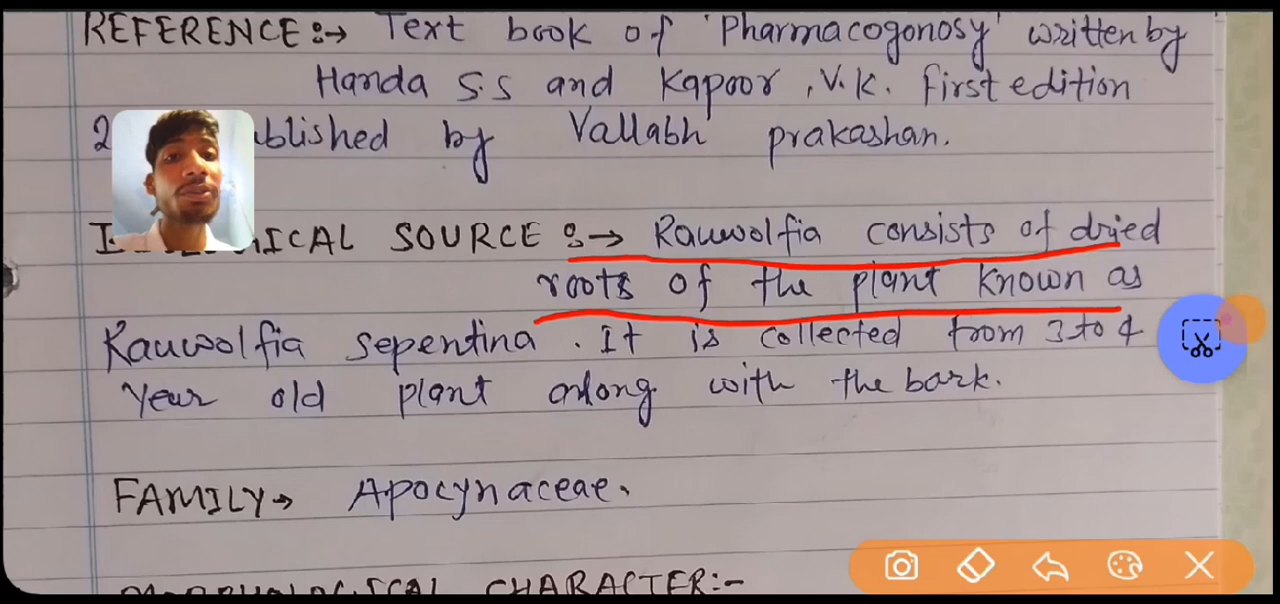 REFERENCE :→ Text book of 'Pharmacogonosy' written by
Handa S.S and Kapoor , V.K. First edition
by Vallabh prakashan.
SOURCE :→ Rauwolfia consists of dried
roots of the plant known as
Rauwolfia sepentina . It is collected from 3 to 4
Year old plant along with the bark.
FAMILY→ Apocynaceae.
CHARACTER:-